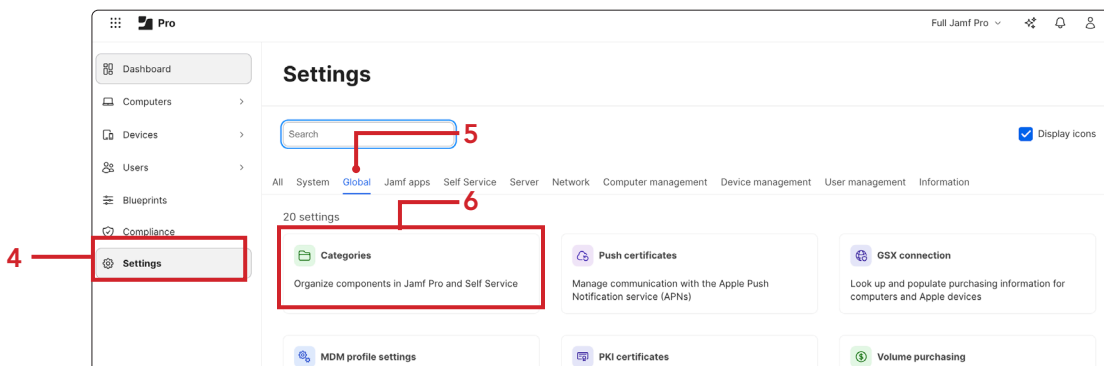 Pro
Full Jamf Pro
Dashboard
Computers
Devices
Users
Blueprints
Compliance
4
Settings
Settings
Search
5
Display icons
All System Global Jamf apps Self Service Server Network Computer management Device management User management Information
6
20 settings
Categories
Organize components in Jamf Pro and Self Service
Push certificates
Manage communication with the Apple Push
Notification service (APNs)
GSX connection
Look up and populate purchasing information for
computers and Apple devices
MDM profile settings
PKI certificates
Volume purchasing